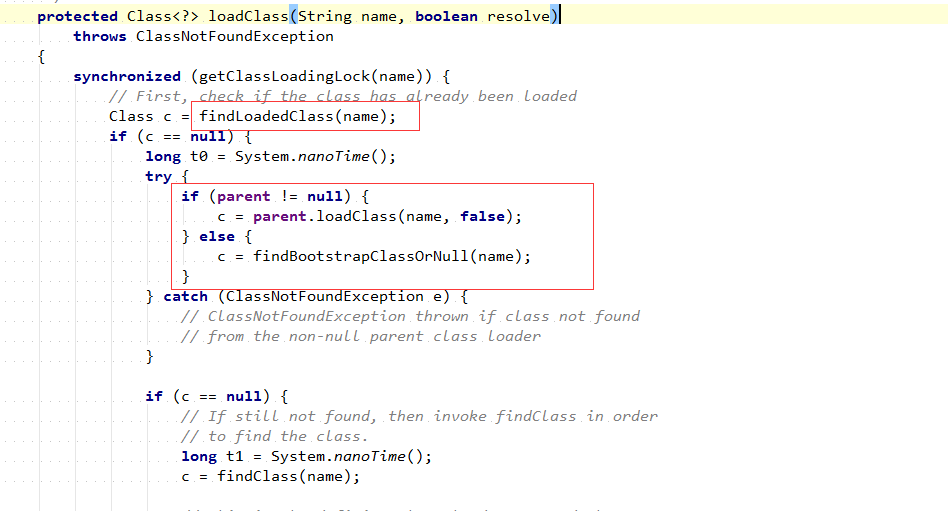 protected Class<?> loadClass(String name, boolean resolve)
throws ClassNotFoundException
{
synchronized (getClassLoadingLock(name)) {
// First, check if the class has already been loaded
Class c = findLoadedClass(name);
if (c == null) {
long t0 = System.nanoTime();
try {
if (parent != null) {
c = parent.loadClass(name, false);
} else {
c = findBootstrapClassOrNull(name);
}
} catch (ClassNotFoundException e) {
// ClassNotFoundException thrown if class not found
// from the non-null parent class loader
}
if (c == null) {
// If still not found, then invoke findClass in order
// to find the class.
long t1 = System.nanoTime();
c = findClass(name);